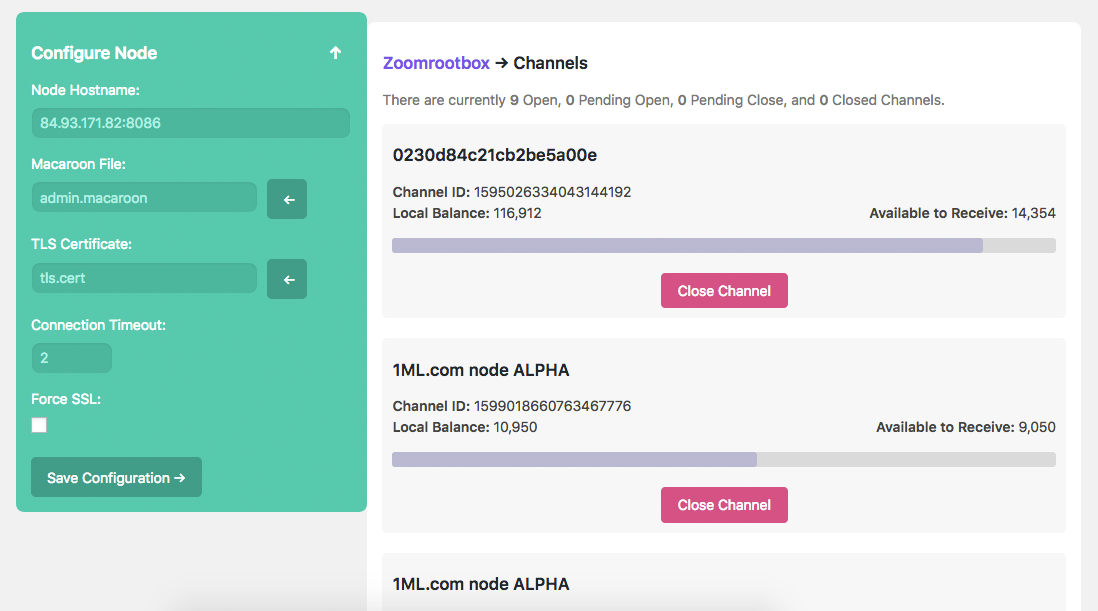 Configure Node ↑
Node Hostname:
84.93.171.82:8086
Macaroon File:
admin.macaroon
←
TLS Certificate:
tls.cert
←
Connection Timeout:
2
Force SSL:
Save Configuration →
Zoomrootbox → Channels
There are currently 9 Open, 0 Pending Open, 0 Pending Close, and 0 Closed Channels.
0230d84c21cb2be5a00e
Channel ID: 1595026334043144192
Local Balance: 116,912 Available to Receive: 14,354
Close Channel
1ML.com node ALPHA
Channel ID: 1599018660763467776
Local Balance: 10,950 Available to Receive: 9,050
Close Channel
1ML.com node ALPHA